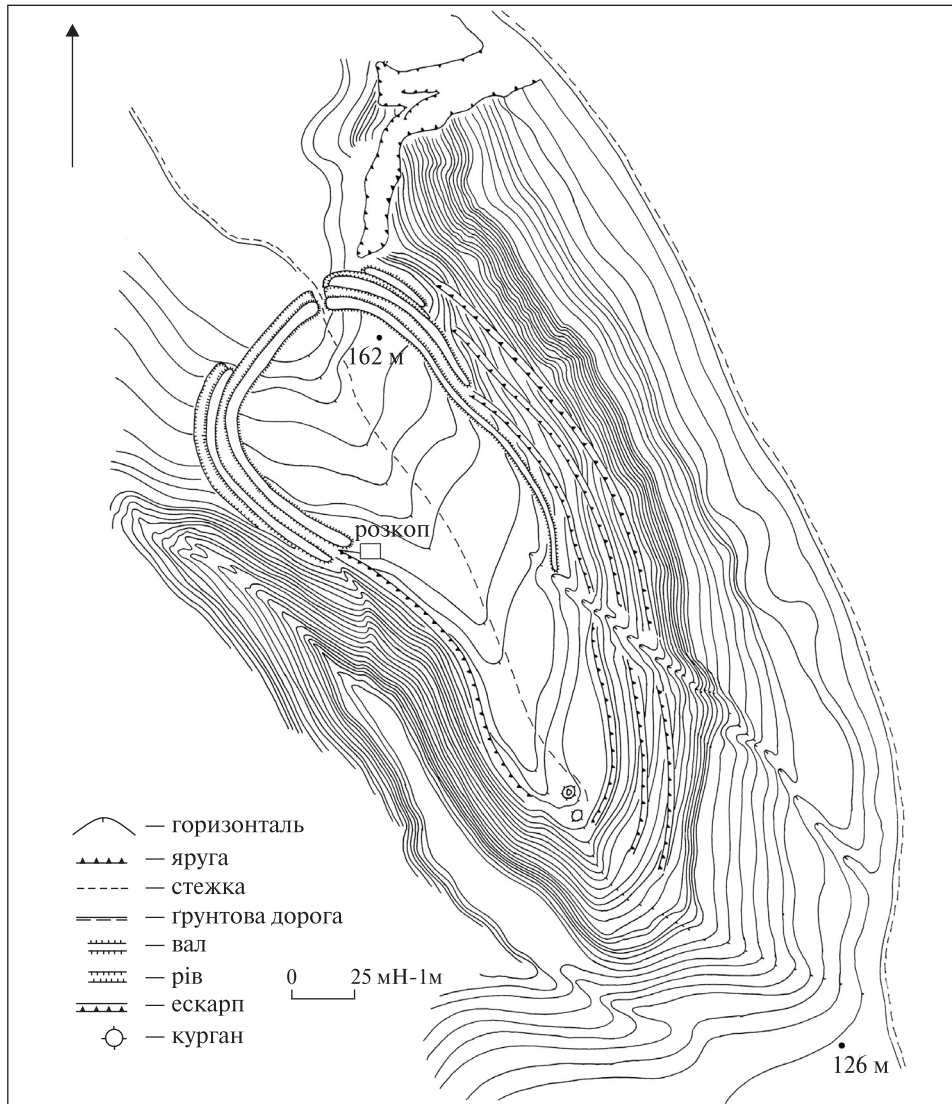 162 м
розкоп
— горизонталь
— яруга
— стежка
— ґрунтова дорога
— вал
— рів
— ескарп
— курган
0 25 мН-1м
126 м